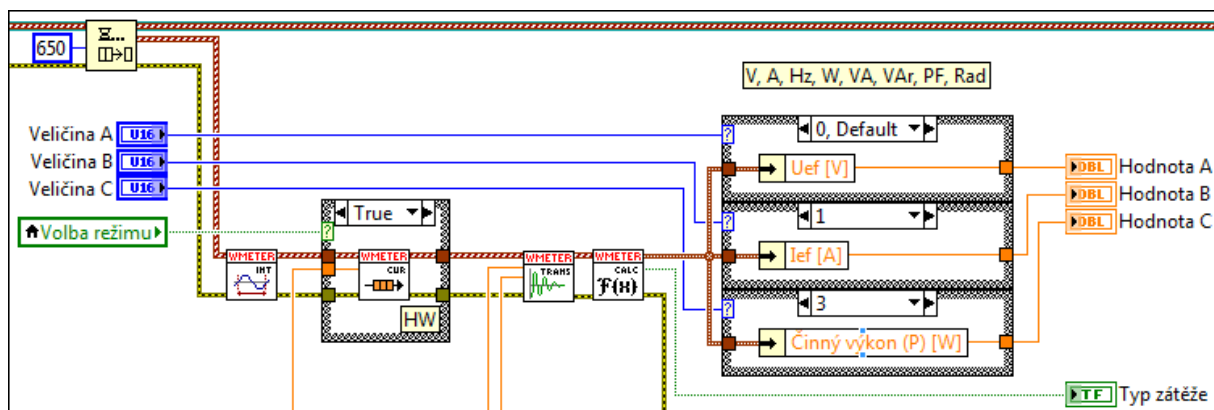 650
V, A, Hz, W, VA, VAr, PF, Rad
Veličina A U16
Veličina B U16
Veličina C U16
? 0, Default
Uef [V]
DBL Hodnota A
DBL Hodnota B
DBL Hodnota C
True
?
Volba režimu
? 1
Ief [A]
WMETER INT
WMETER CUR
HW
WMETER TRANS
WMETER CALC F(x)
? 3
Činný výkon (P) [W]
TF Typ zátěže